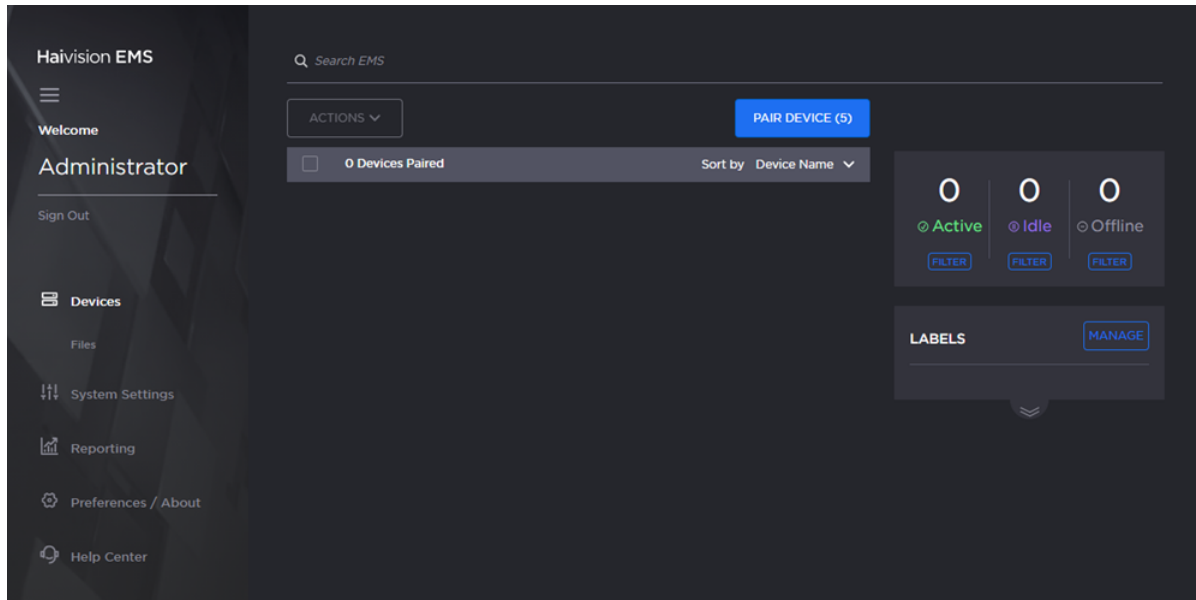 Haivision EMS
Welcome
Administrator
Sign Out
Devices
Files
System Settings
Reporting
Preferences / About
Help Center
Search EMS
ACTIONS
PAIR DEVICE (5)
0 Devices Paired Sort by Device Name
0 0 0
Active Idle Offline
FILTER FILTER FILTER
LABELS MANAGE